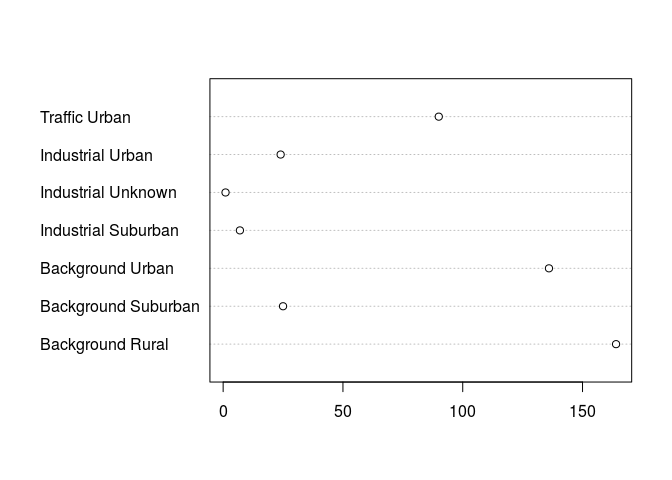 Traffic Urban
Industrial Urban
Industrial Unknown
Industrial Suburban
Background Urban
Background Suburban
Background Rural
0 50 100 150